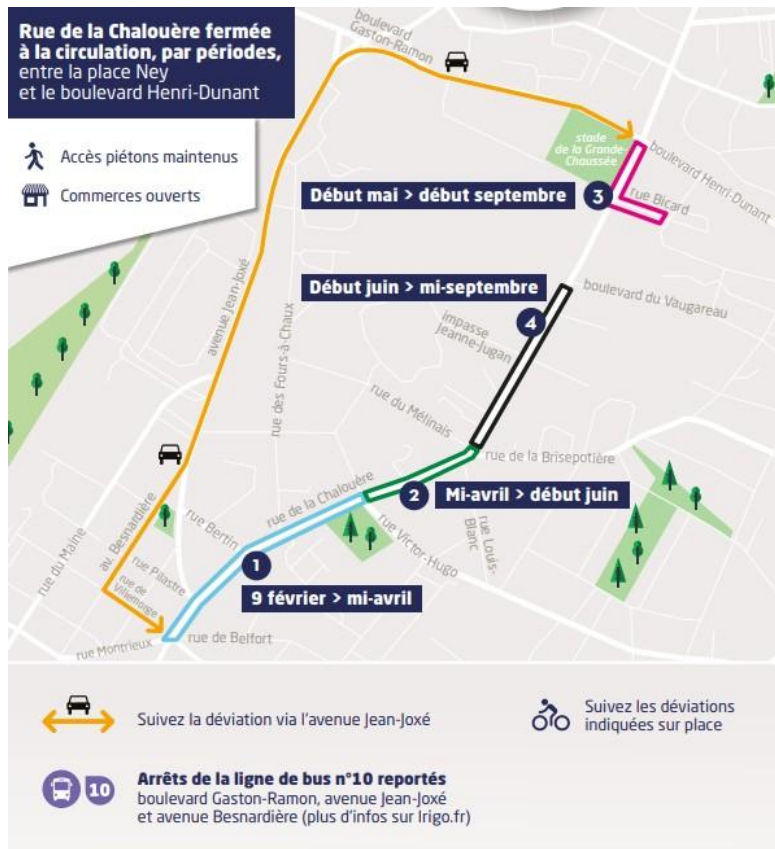 Rue de la Chalouère fermée
à la circulation, par périodes,
entre la place Ney
et le boulevard Henri-Dunant
Accès piétons maintenus
Commerces ouverts
boulevard
Gaston-Ramon
stade
de la Grande-
Chaussée
boulevard Henri-Dunant
Début mai > début septembre
3
rue Bicard
avenue Jean-Joxé
Début juin > mi-septembre
boulevard du Vaugareau
4
impasse
Jeanne-Jugan
rue des Fours-à-Chaux
rue du Mélinais
rue de la Brisepotière
rue de la Chalouère
2
Mi-avril > début juin
rue Louis-
Blanc
rue Victor-Hugo
rue du Maine
av. Besnardière
rue Bertin
1
rue Pilastre
rue de
Villemorge
9 février > mi-avril
rue Montrieux
rue de Belfort
Suivez la déviation via l'avenue Jean-Joxé
Suivez les déviations
indiquées sur place
10
Arrêts de la ligne de bus n°10 reportés
boulevard Gaston-Ramon, avenue Jean-Joxé
et avenue Besnardière (plus d'infos sur Irigo.fr)